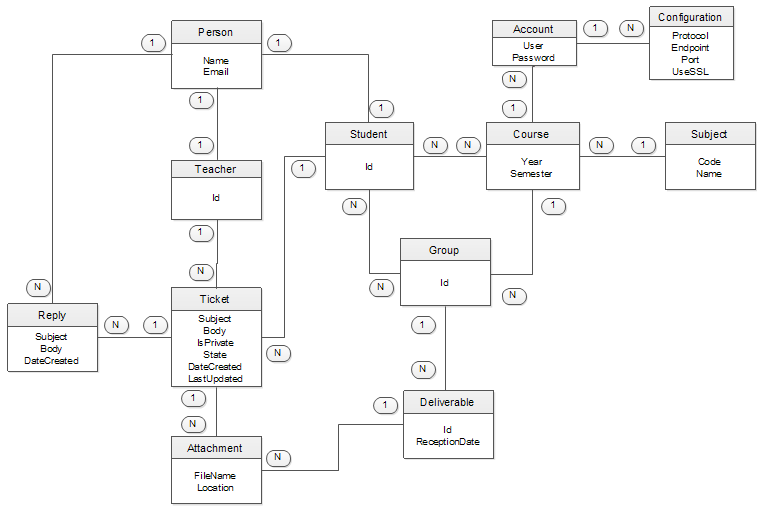 Person
Name
Email
1
1
1
Account
User
Password
1
N
N
Configuration
Protocol
Endpoint
Port
UseSSL
1
1
Student
Id
N
N
Course
Year
Semester
N
1
Subject
Code
Name
1
Teacher
Id
1
1
N
1
Group
Id
N
N
1
N
N
Reply
Subject
Body
DateCreated
N
1
Ticket
Subject
Body
IsPrivate
State
DateCreated
LastUpdated
N
N
1
N
1
Deliverable
Id
ReceptionDate
Attachment
FileName
Location
N